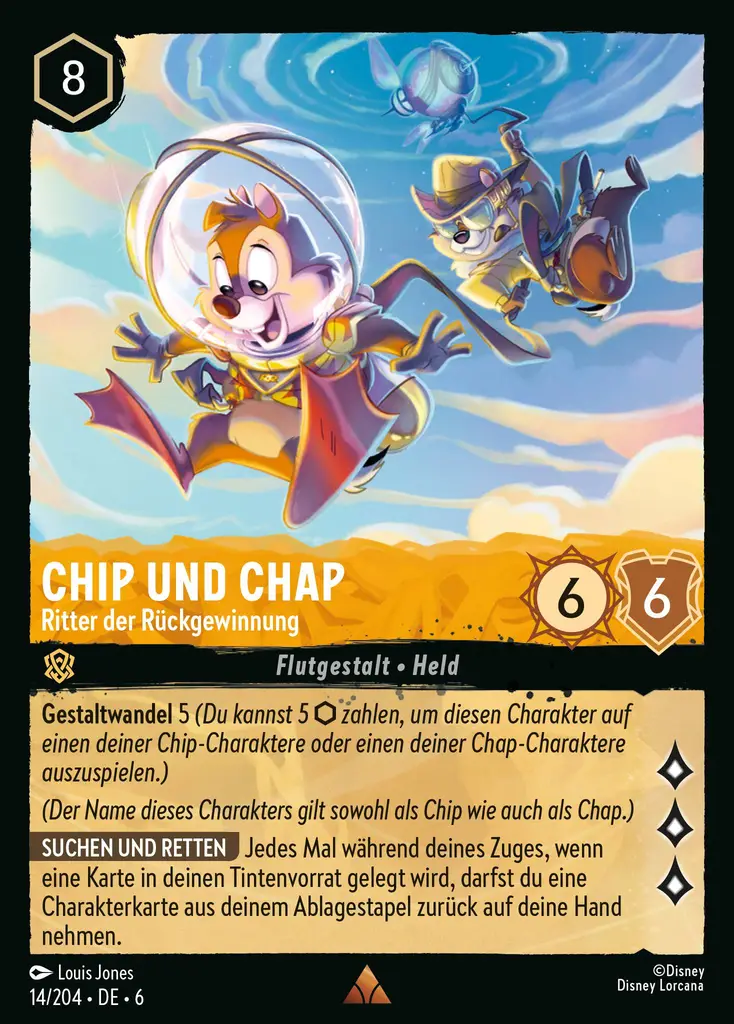 8
CHIP UND CHAP
Ritter der Rückgewinnung
6
6
Flutgestalt • Held
Gestaltwandel 5 (Du kannst 5 ⬡ zahlen, um diesen Charakter auf
einen deiner Chip-Charaktere oder einen deiner Chap-Charaktere
auszuspielen.)
(Der Name dieses Charakters gilt sowohl als Chip wie auch als Chap.)
SUCHEN UND RETTEN Jedes Mal während deines Zuges, wenn
eine Karte in deinen Tintenvorrat gelegt wird, darfst du eine
Charakterkarte aus deinem Ablagestapel zurück auf deine Hand
nehmen.
Louis Jones
14/204 • DE • 6
©Disney
Disney Lorcana